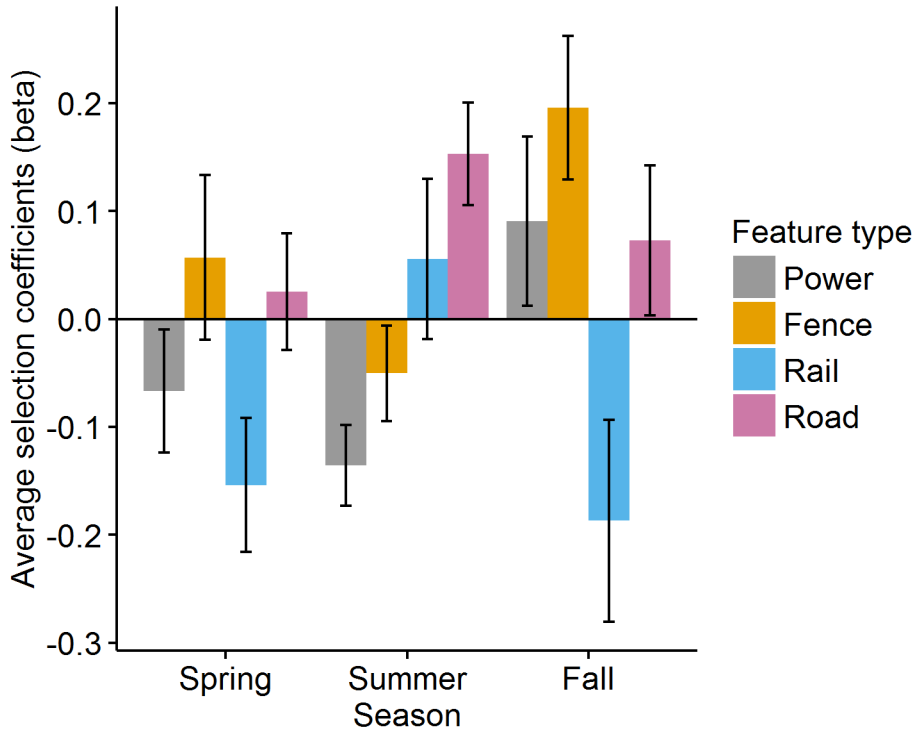 Average selection coefficients (beta)
0.2
0.1
0.0
-0.1
-0.2
-0.3
Spring
Summer
Fall
Season
Feature type
Power
Fence
Rail
Road